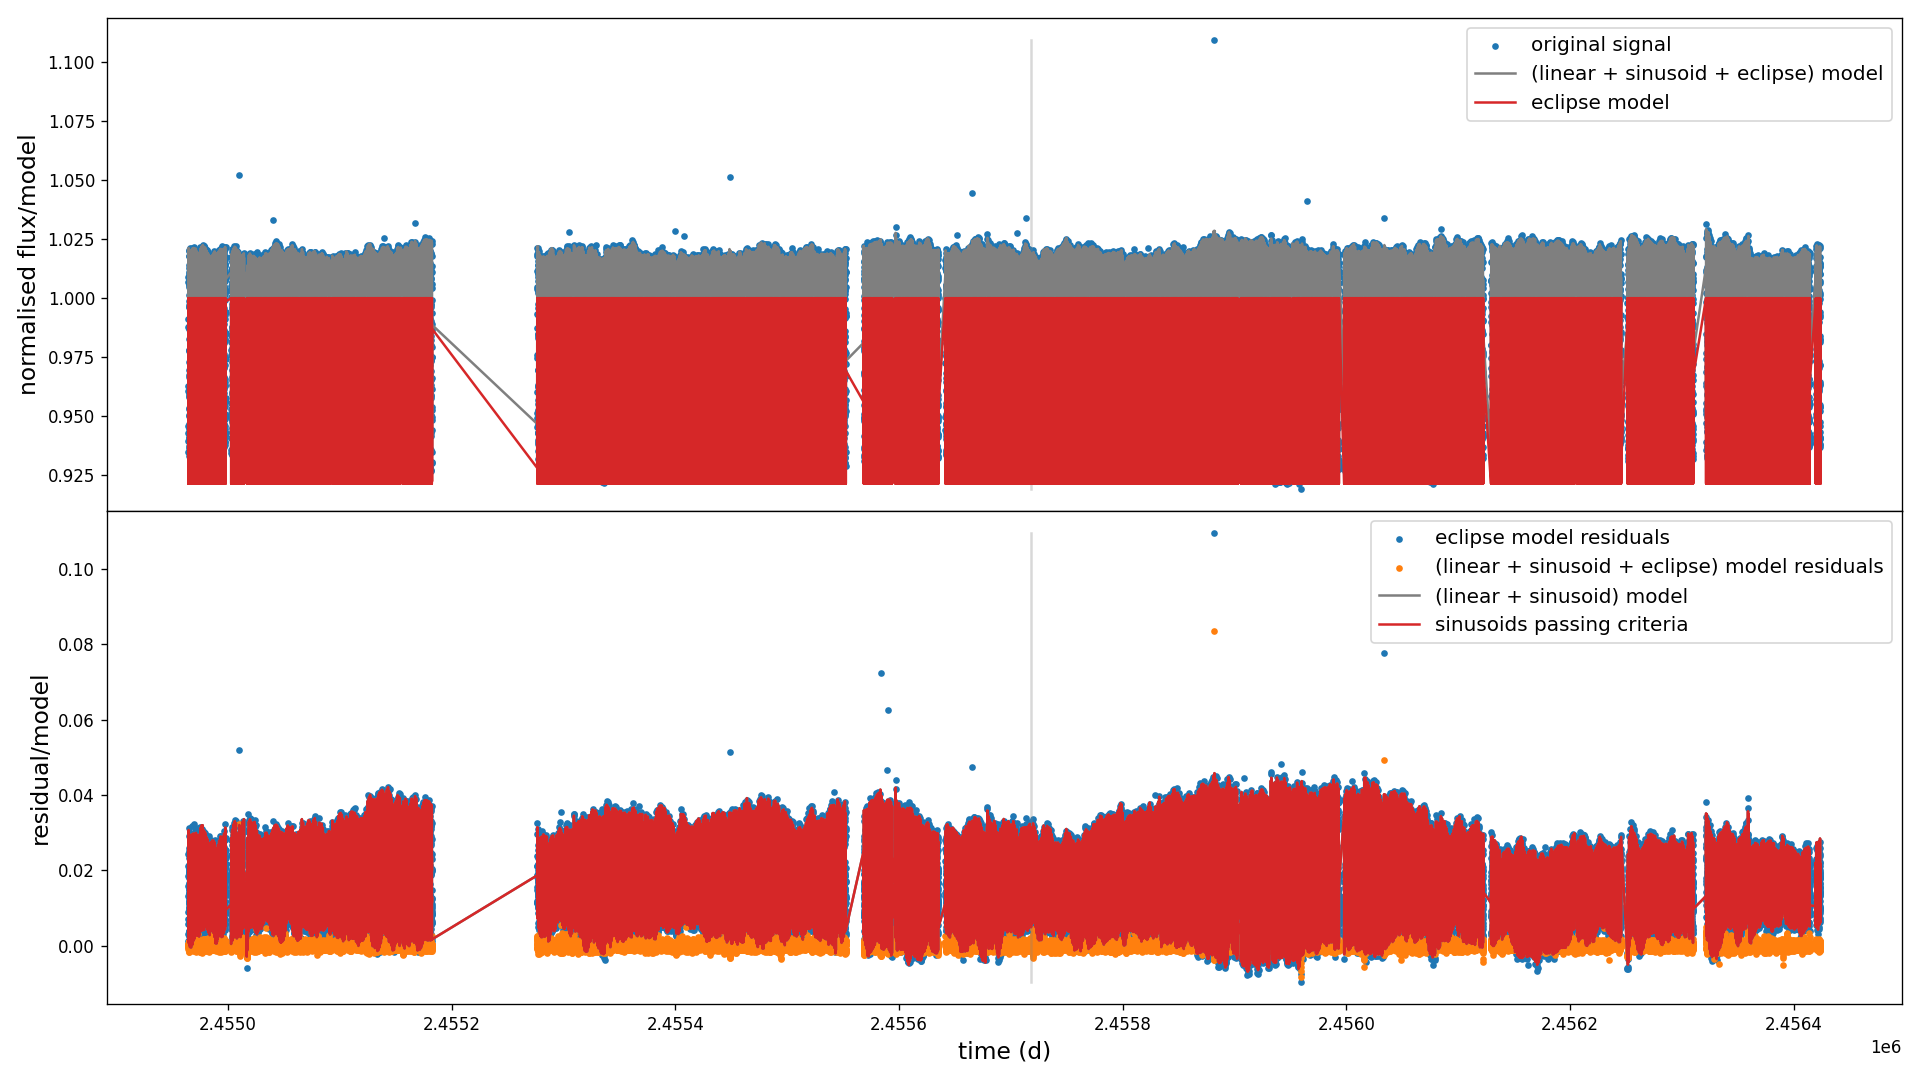 normalised flux/model
1.100
1.075
1.050
1.025
1.000
0.975
0.950
0.925
original signal
(linear + sinusoid + eclipse) model
eclipse model
residual/model
0.10
0.08
0.06
0.04
0.02
0.00
eclipse model residuals
(linear + sinusoid + eclipse) model residuals
(linear + sinusoid) model
sinusoids passing criteria
2.4550 2.4552 2.4554 2.4556 2.4558 2.4560 2.4562 2.4564
time (d)
1e6